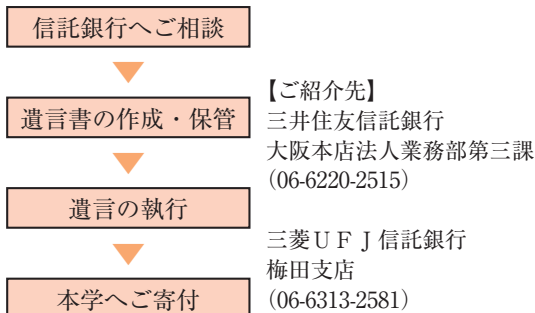 信託銀行へご相談
遺言書の作成・保管
遺言の執行
本学へご寄付
【ご紹介先】
三井住友信託銀行
大阪本店法人業務部第三課
(06-6220-2515)
三菱ＵＦＪ信託銀行
梅田支店
(06-6313-2581)